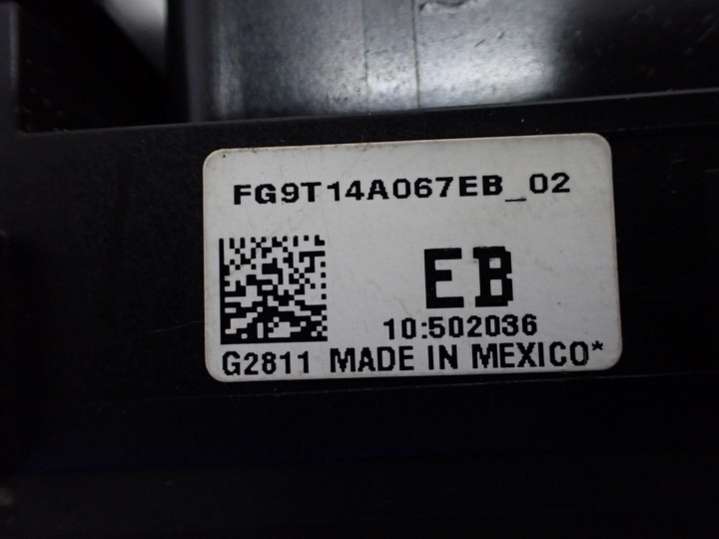 FG9T14A067EB_02
EB
10:502036
G2811 MADE IN MEXICO*